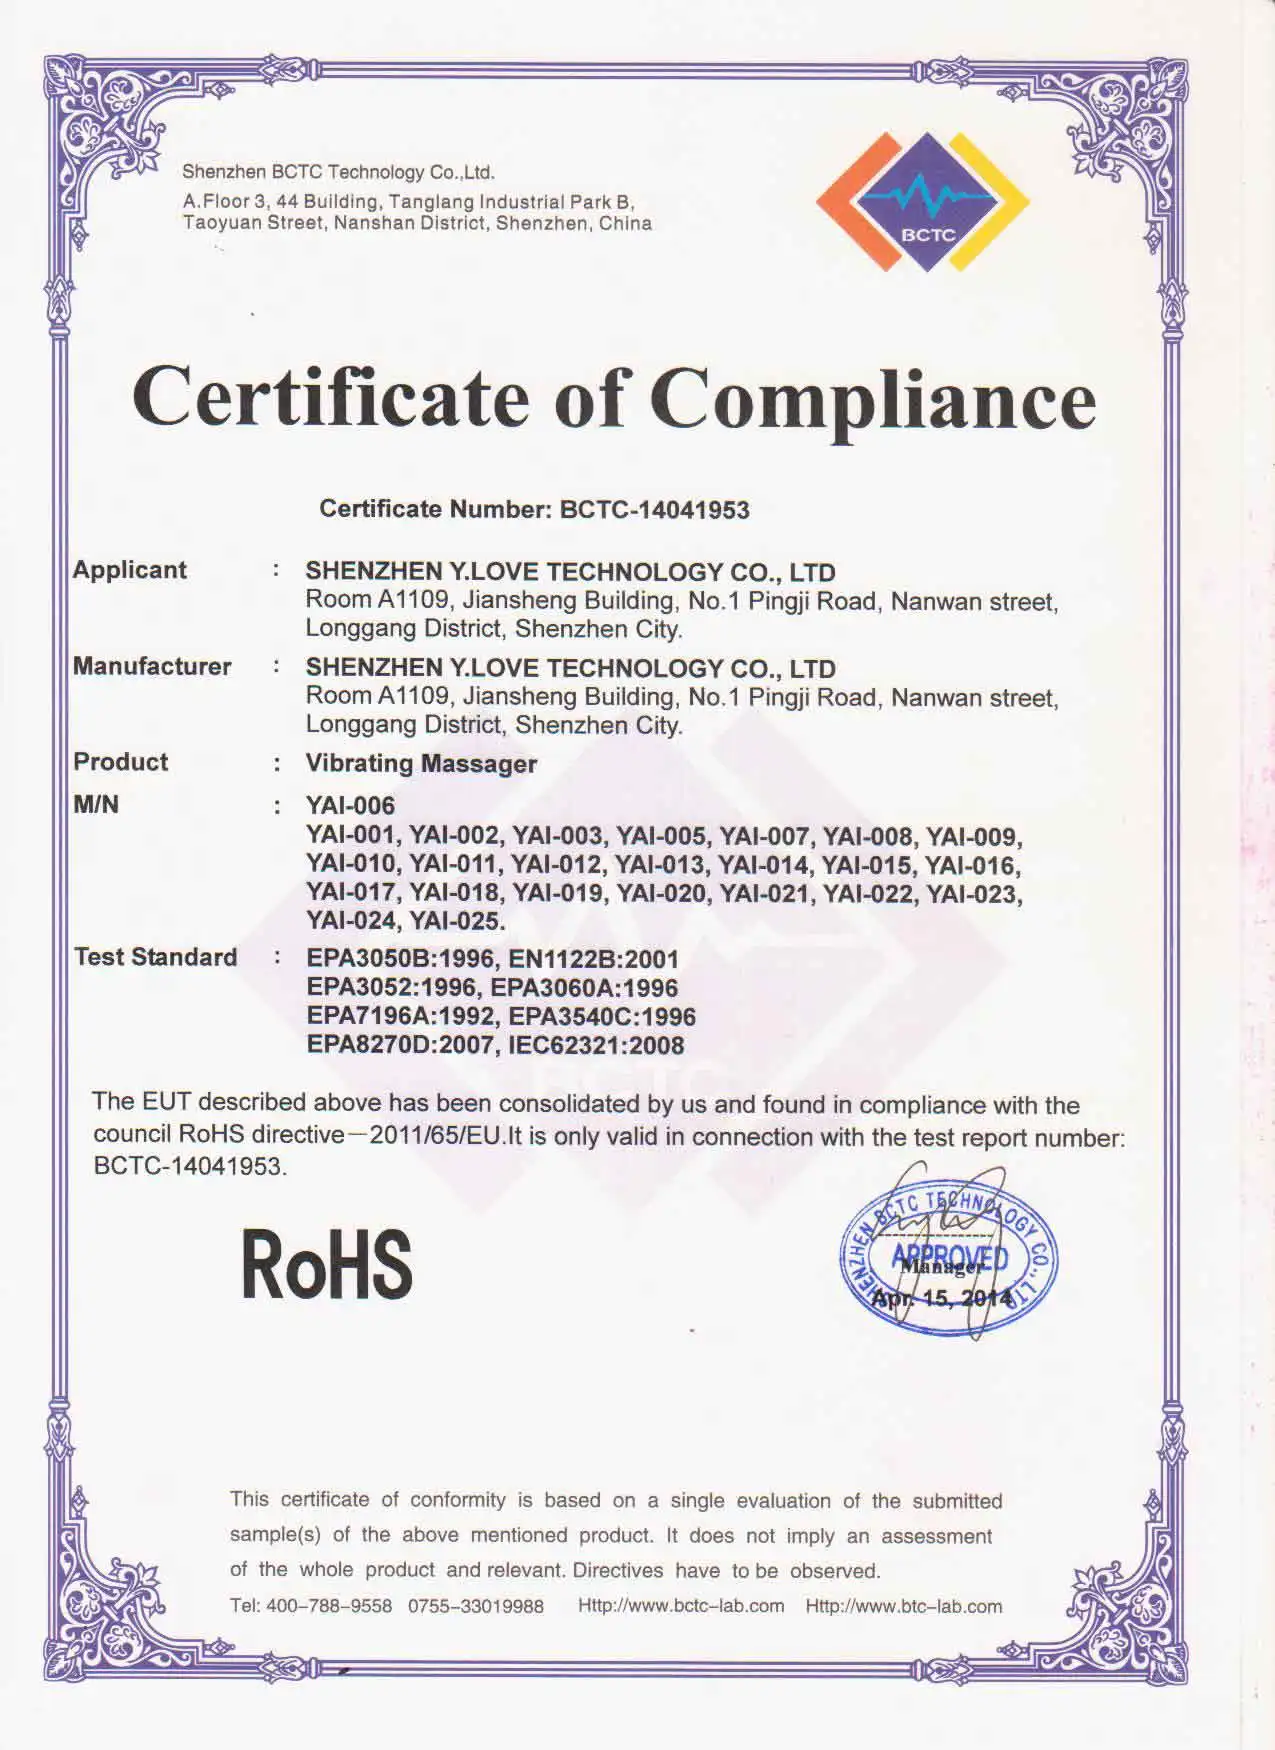 Shenzhen BCTC Technology Co.,Ltd.
A.Floor 3, 44 Building, Tanglang Industrial Park B,
Taoyuan Street, Nanshan District, Shenzhen, China
BCTC
Certificate of Compliance
Certificate Number: BCTC-14041953
Applicant : SHENZHEN Y.LOVE TECHNOLOGY CO., LTD
Room A1109, Jiansheng Building, No.1 Pingji Road, Nanwan street,
Longgang District, Shenzhen City.
Manufacturer : SHENZHEN Y.LOVE TECHNOLOGY CO., LTD
Room A1109, Jiansheng Building, No.1 Pingji Road, Nanwan street,
Longgang District, Shenzhen City.
Product : Vibrating Massager
M/N : YAI-006
YAI-001, YAI-002, YAI-003, YAI-005, YAI-007, YAI-008, YAI-009,
YAI-010, YAI-011, YAI-012, YAI-013, YAI-014, YAI-015, YAI-016,
YAI-017, YAI-018, YAI-019, YAI-020, YAI-021, YAI-022, YAI-023,
YAI-024, YAI-025.
Test Standard : EPA3050B:1996, EN1122B:2001
EPA3052:1996, EPA3060A:1996
EPA7196A:1992, EPA3540C:1996
EPA8270D:2007, IEC62321:2008
BCTC
The EUT described above has been consolidated by us and found in compliance with the
council RoHS directive—2011/65/EU.It is only valid in connection with the test report number:
BCTC-14041953.
RoHS
SHENZHEN BCTC TECHNOLOGY CO., LTD
APPROVED
Manager
Apr. 15, 2014
This certificate of conformity is based on a single evaluation of the submitted
sample(s) of the above mentioned product. It does not imply an assessment
of the whole product and relevant. Directives have to be observed.
Tel: 400-788-9558 0755-33019988 Http://www.bctc-lab.com Http://www.btc-lab.com